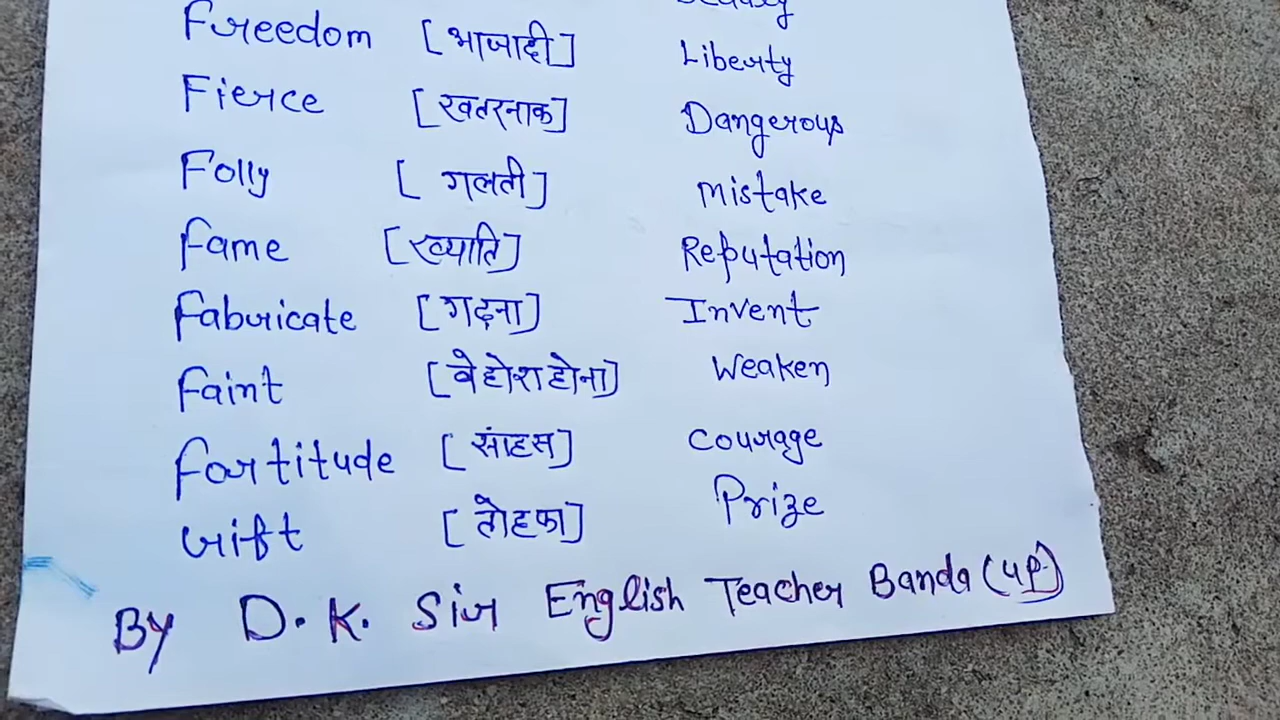 Freedom [आजादी] Liberty
Fierce [खतरनाक] Dangerous
Folly [गलती] Mistake
Fame [ख्याति] Reputation
Fabricate [गढ़ना] Invent
Faint [बेहोश होना] Weaken
Fortitude [सांहस] Courage
Gift [तोहफा] Prize
By D.K. Sir English Teacher Banda (UP)